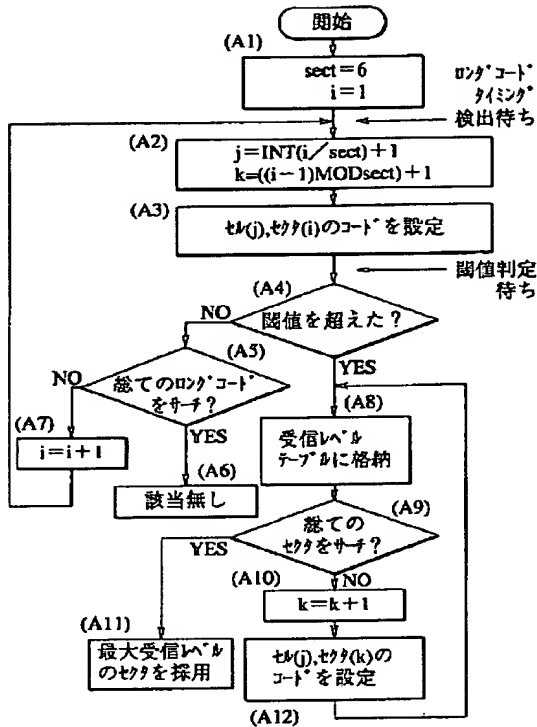 開始
(A1)
sect=6
i=1
ロングコード
タイミング
検出待ち
(A2)
j=INT(i/sect)+1
k=((i-1)MODsect)+1
(A3)
セル(j),セクタ(i)のコードを設定
閾値判定
待ち
(A4)
NO
閾値を超えた?
YES
(A5)
NO
総てのロングコード
をサーチ?
YES
(A7)
i=i+1
(A6)
該当無し
(A8)
受信レベル
テーブルに格納
(A9)
総ての
セクタをサーチ?
YES
NO
(A10)
k=k+1
(A11)
最大受信レベル
のセクタを採用
セル(j),セクタ(k)の
コードを設定
(A12)